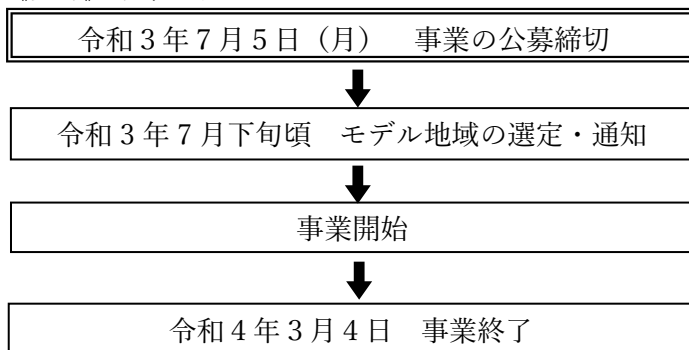 令和３年７月５日（月）　事業の公募締切
令和３年７月下旬頃　モデル地域の選定・通知
事業開始
令和４年３月４日　事業終了